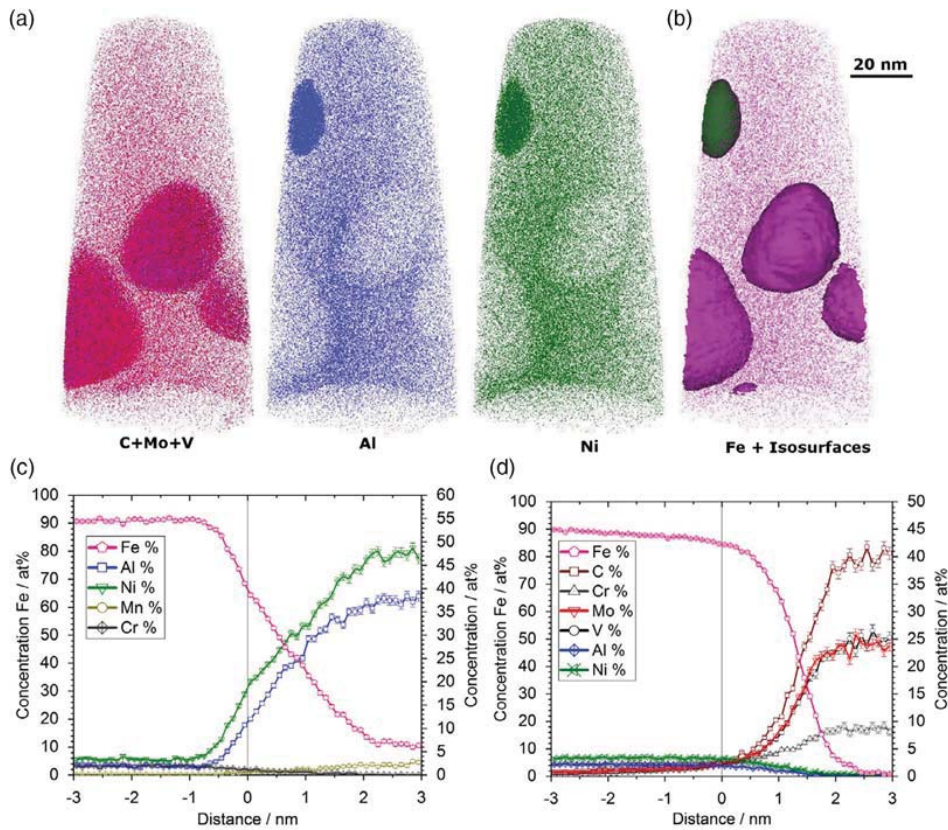 (a)
(b)
20 nm
C+Mo+V
Al
Ni
Fe + Isosurfaces
(c)
100
90
80
70
60
50
40
30
20
10
0
60
55
50
45
40
35
30
25
20
15
10
5
0
Concentration Fe / at%
Concentration / at%
Fe %
Al %
Ni %
Mn %
Cr %
-3 -2 -1 0 1 2 3
Distance / nm
(d)
100
90
80
70
60
50
40
30
20
10
0
50
45
40
35
30
25
20
15
10
5
0
Concentration Fe / at%
Concentration / at%
Fe %
C %
Cr %
Mo %
V %
Al %
Ni %
-3 -2 -1 0 1 2 3
Distance / nm